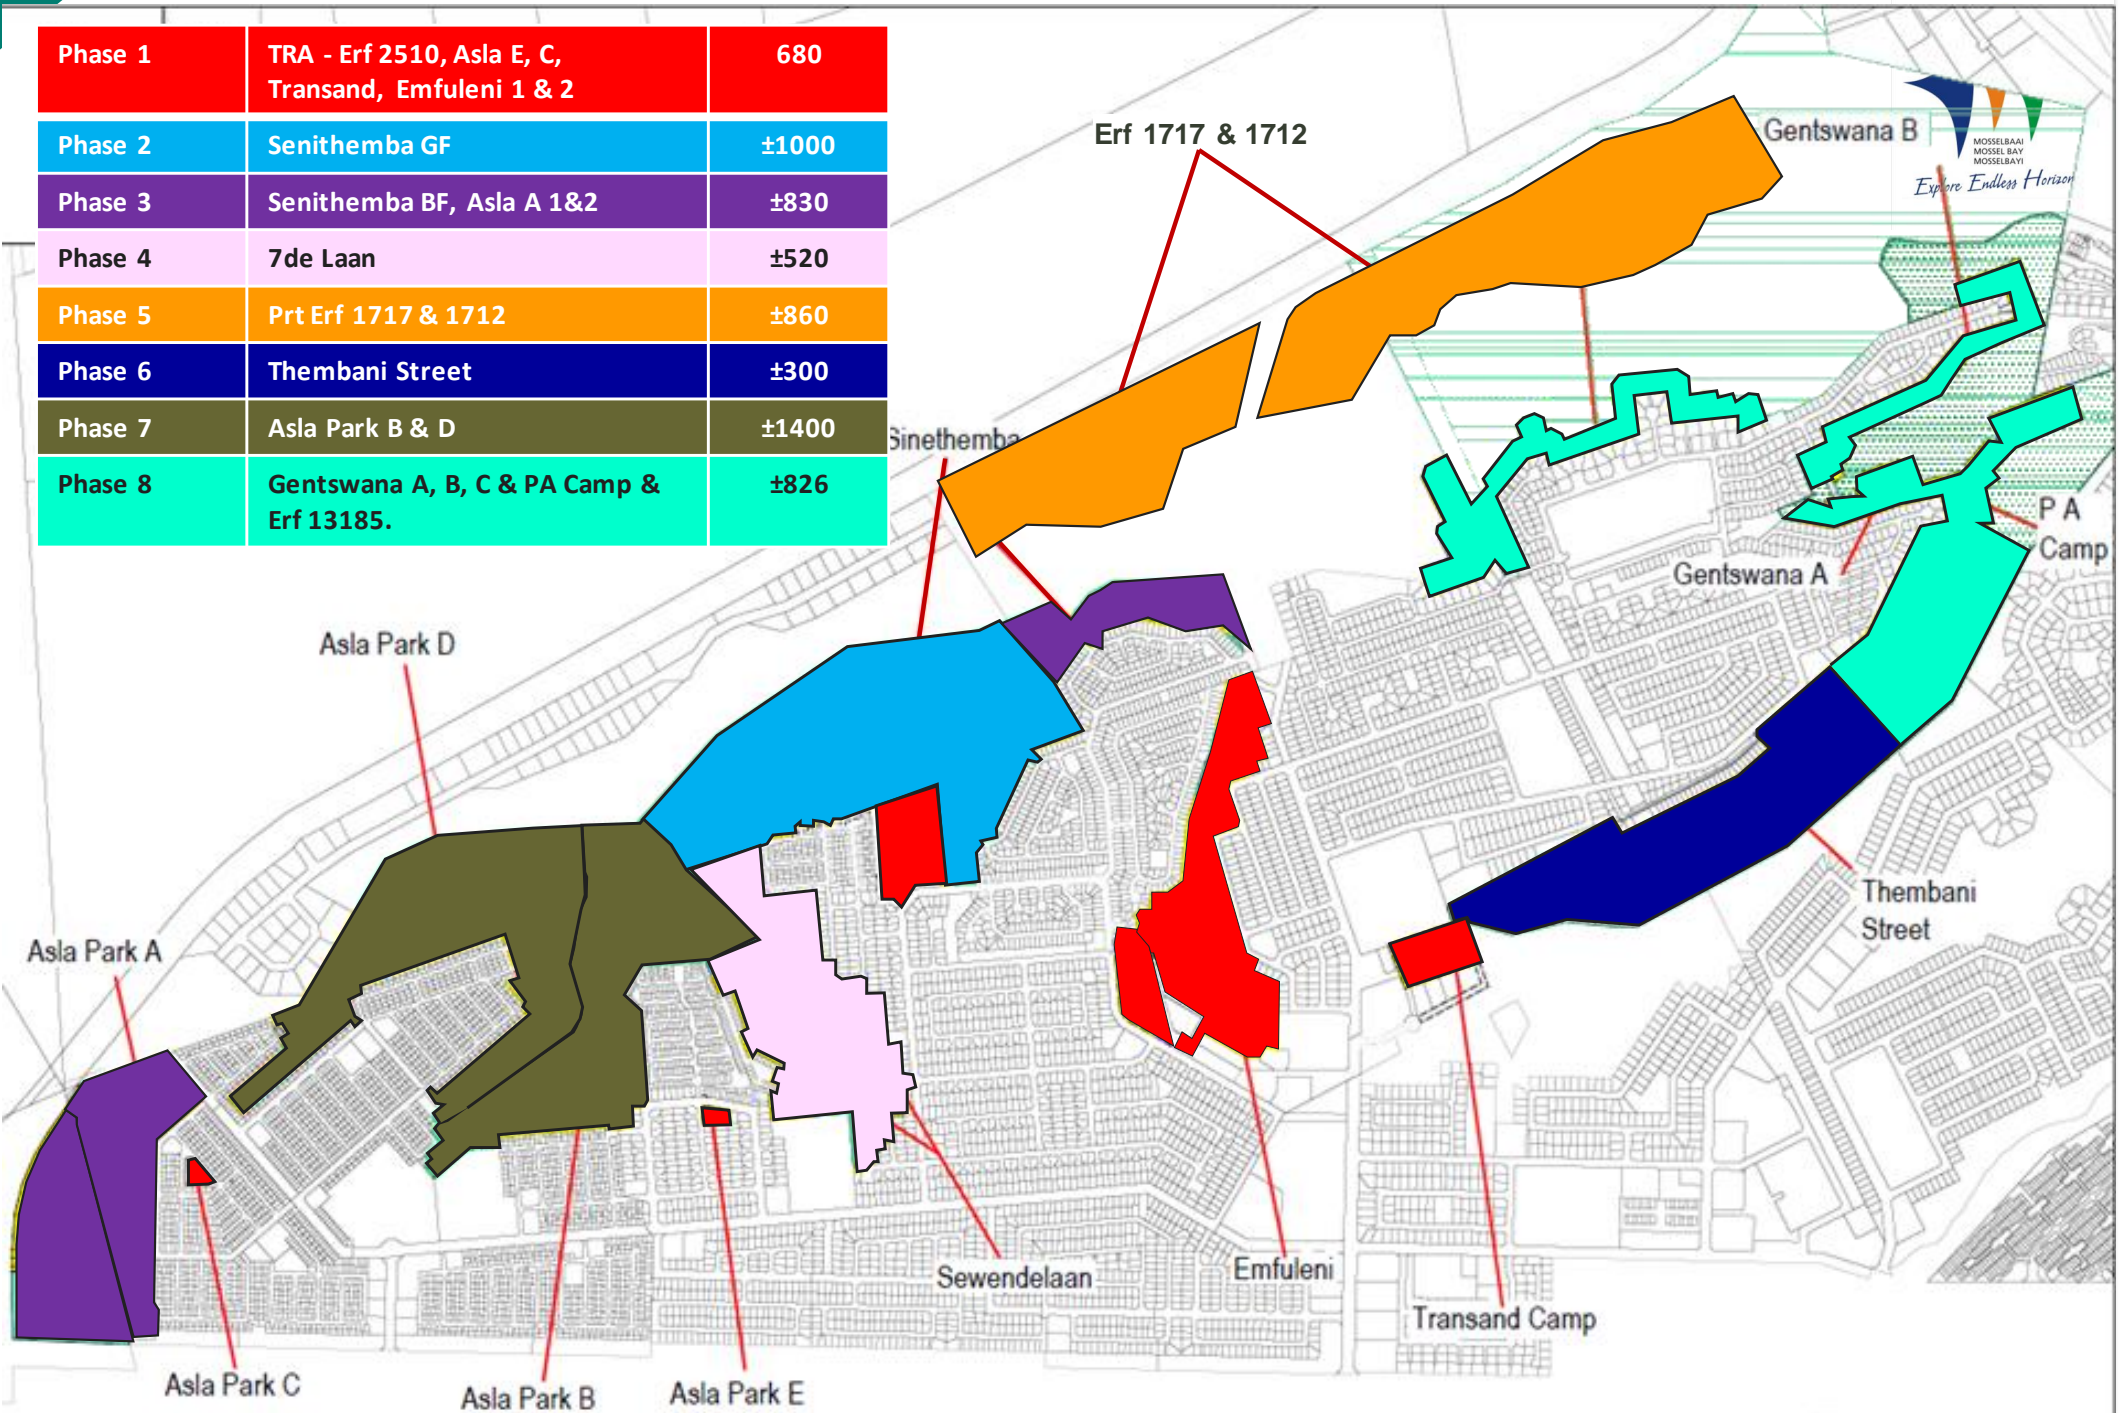 Phase 1 TRA - Erf 2510, Asla E, C, 680
Transand, Emfuleni 1 & 2
Phase 2 Senithemba GF ±1000
Phase 3 Senithemba BF, Asla A 1&2 ±830
Phase 4 7de Laan ±520
Phase 5 Prt Erf 1717 & 1712 ±860
Phase 6 Thembani Street ±300
Phase 7 Asla Park B & D ±1400
Phase 8 Gentswana A, B, C & PA Camp & ±826
Erf 13185.
Erf 1717 & 1712
Gentswana B
MOSSELBAAI
MOSSEL BAY
MOSSELBAYI
Explore Endless Horizon
Sinethemba
P A
Camp
Gentswana A
Asla Park D
Thembani
Street
Asla Park A
Sewendelaan
Emfuleni
Transand Camp
Asla Park C
Asla Park B
Asla Park E